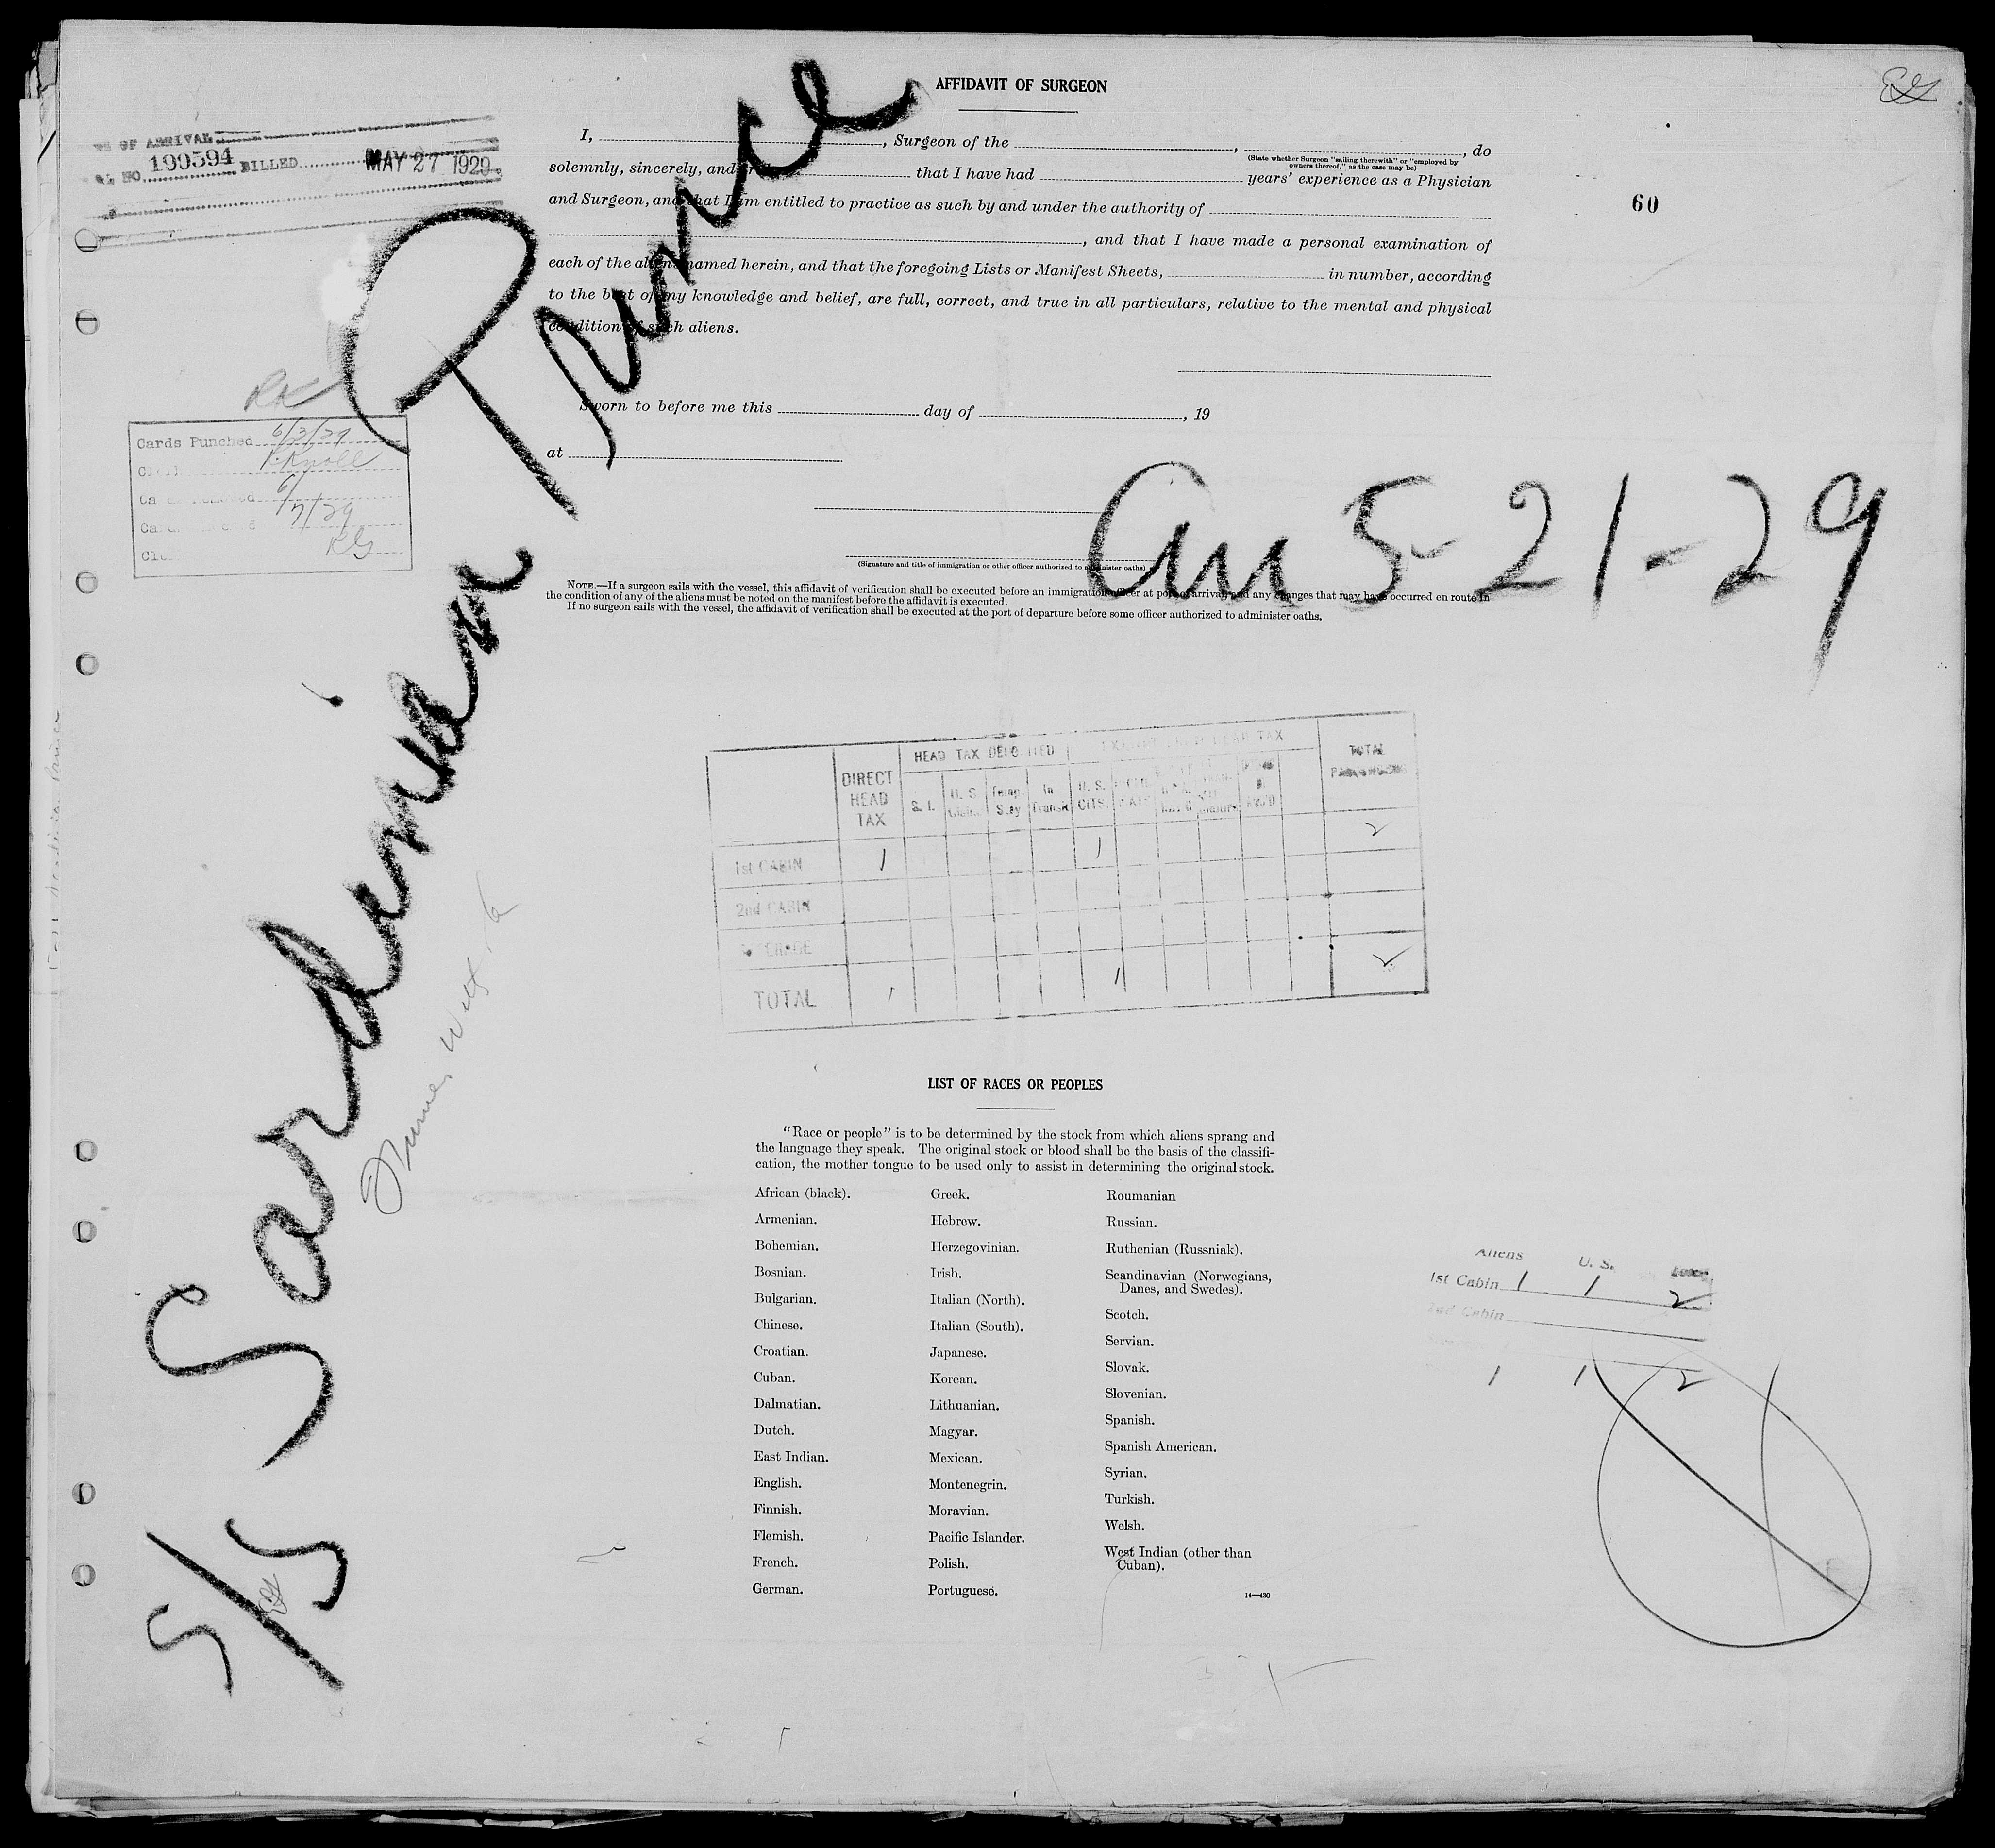 AFFIDAVIT OF SURGEON
OF ARRIVAL
NO 190594 BILLED MAY 27 1929
I, , Surgeon of the , , do
(State whether Surgeon "sailing therewith" or "employed by
owners thereof," as the case may be)
solemnly, sincerely, and that I have had years' experience as a Physician
and Surgeon, and that I am entitled to practice as such by and under the authority of
60
, and that I have made a personal examination of
each of the aliens named herein, and that the foregoing Lists or Manifest Sheets, in number, according
to the best of my knowledge and belief, are full, correct, and true in all particulars, relative to the mental and physical
condition of such aliens.
Sworn to before me this day of , 19
at
RK
Cards Punched 6/3/29
K. Knoll
6/
7/29
KG
S/S Sardinian Prince
Arr 5-21-29
(Signature and title of immigration or other officer authorized to administer oaths)
NOTE.—If a surgeon sails with the vessel, this affidavit of verification shall be executed before an immigration officer at port of arrival and any changes that may have occurred en route in
the condition of any of the aliens must be noted on the manifest before the affidavit is executed.
If no surgeon sails with the vessel, the affidavit of verification shall be executed at the port of departure before some officer authorized to administer oaths.
DIRECT HEAD TAX
HEAD TAX DEPOSITED
HEAD TAX
TOTAL
S. I. U. S. Temp. Stay In Transit U. S. CITS.
1st CABIN 1 1 2
2nd CABIN
TOTAL 1 1 2
LIST OF RACES OR PEOPLES
"Race or people" is to be determined by the stock from which aliens sprang and
the language they speak. The original stock or blood shall be the basis of the classifi-
cation, the mother tongue to be used only to assist in determining the original stock.
African (black).
Armenian.
Bohemian.
Bosnian.
Bulgarian.
Chinese.
Croatian.
Cuban.
Dalmatian.
Dutch.
East Indian.
English.
Finnish.
Flemish.
French.
German.
Greek.
Hebrew.
Herzegovinian.
Irish.
Italian (North).
Italian (South).
Japanese.
Korean.
Lithuanian.
Magyar.
Mexican.
Montenegrin.
Moravian.
Pacific Islander.
Polish.
Portuguese.
Roumanian
Russian.
Ruthenian (Russniak).
Scandinavian (Norwegians,
Danes, and Swedes).
Scotch.
Servian.
Slovak.
Slovenian.
Spanish.
Spanish American.
Syrian.
Turkish.
Welsh.
West Indian (other than
Cuban).
14—430
Aliens U. S.
1st Cabin 1 1 2
2nd Cabin
1 1 2